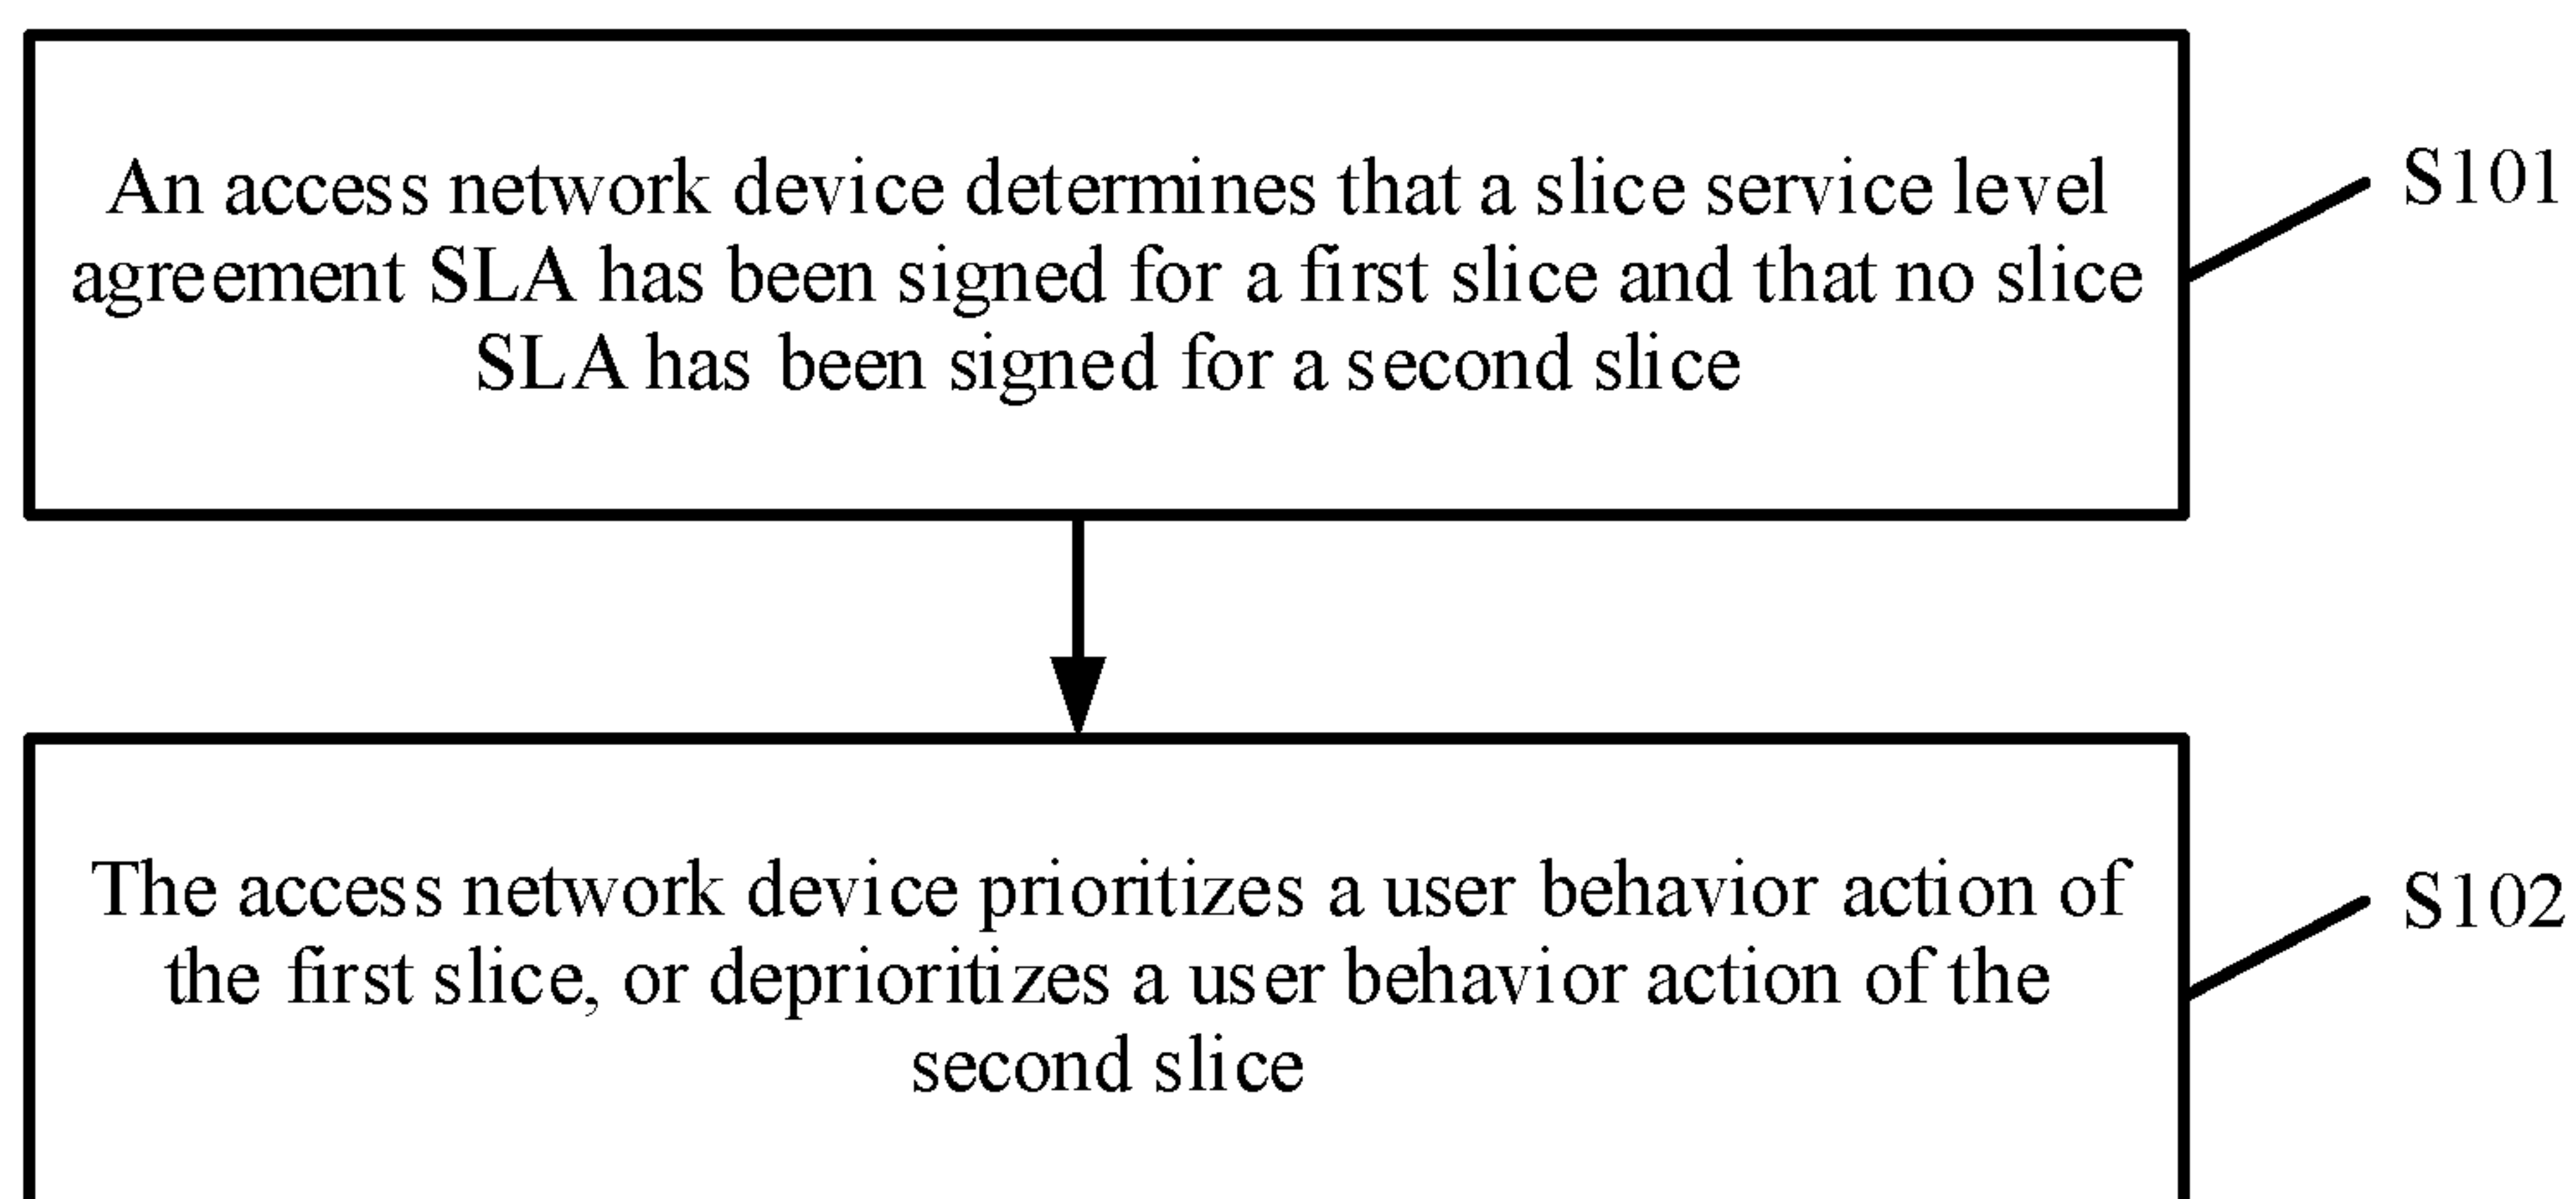 An access network device determines that a slice service level
agreement SLA has been signed for a first slice and that no slice
SLA has been signed for a second slice
S101
The access network device prioritizes a user behavior action of
the first slice, or deprioritizes a user behavior action of the
second slice
S102